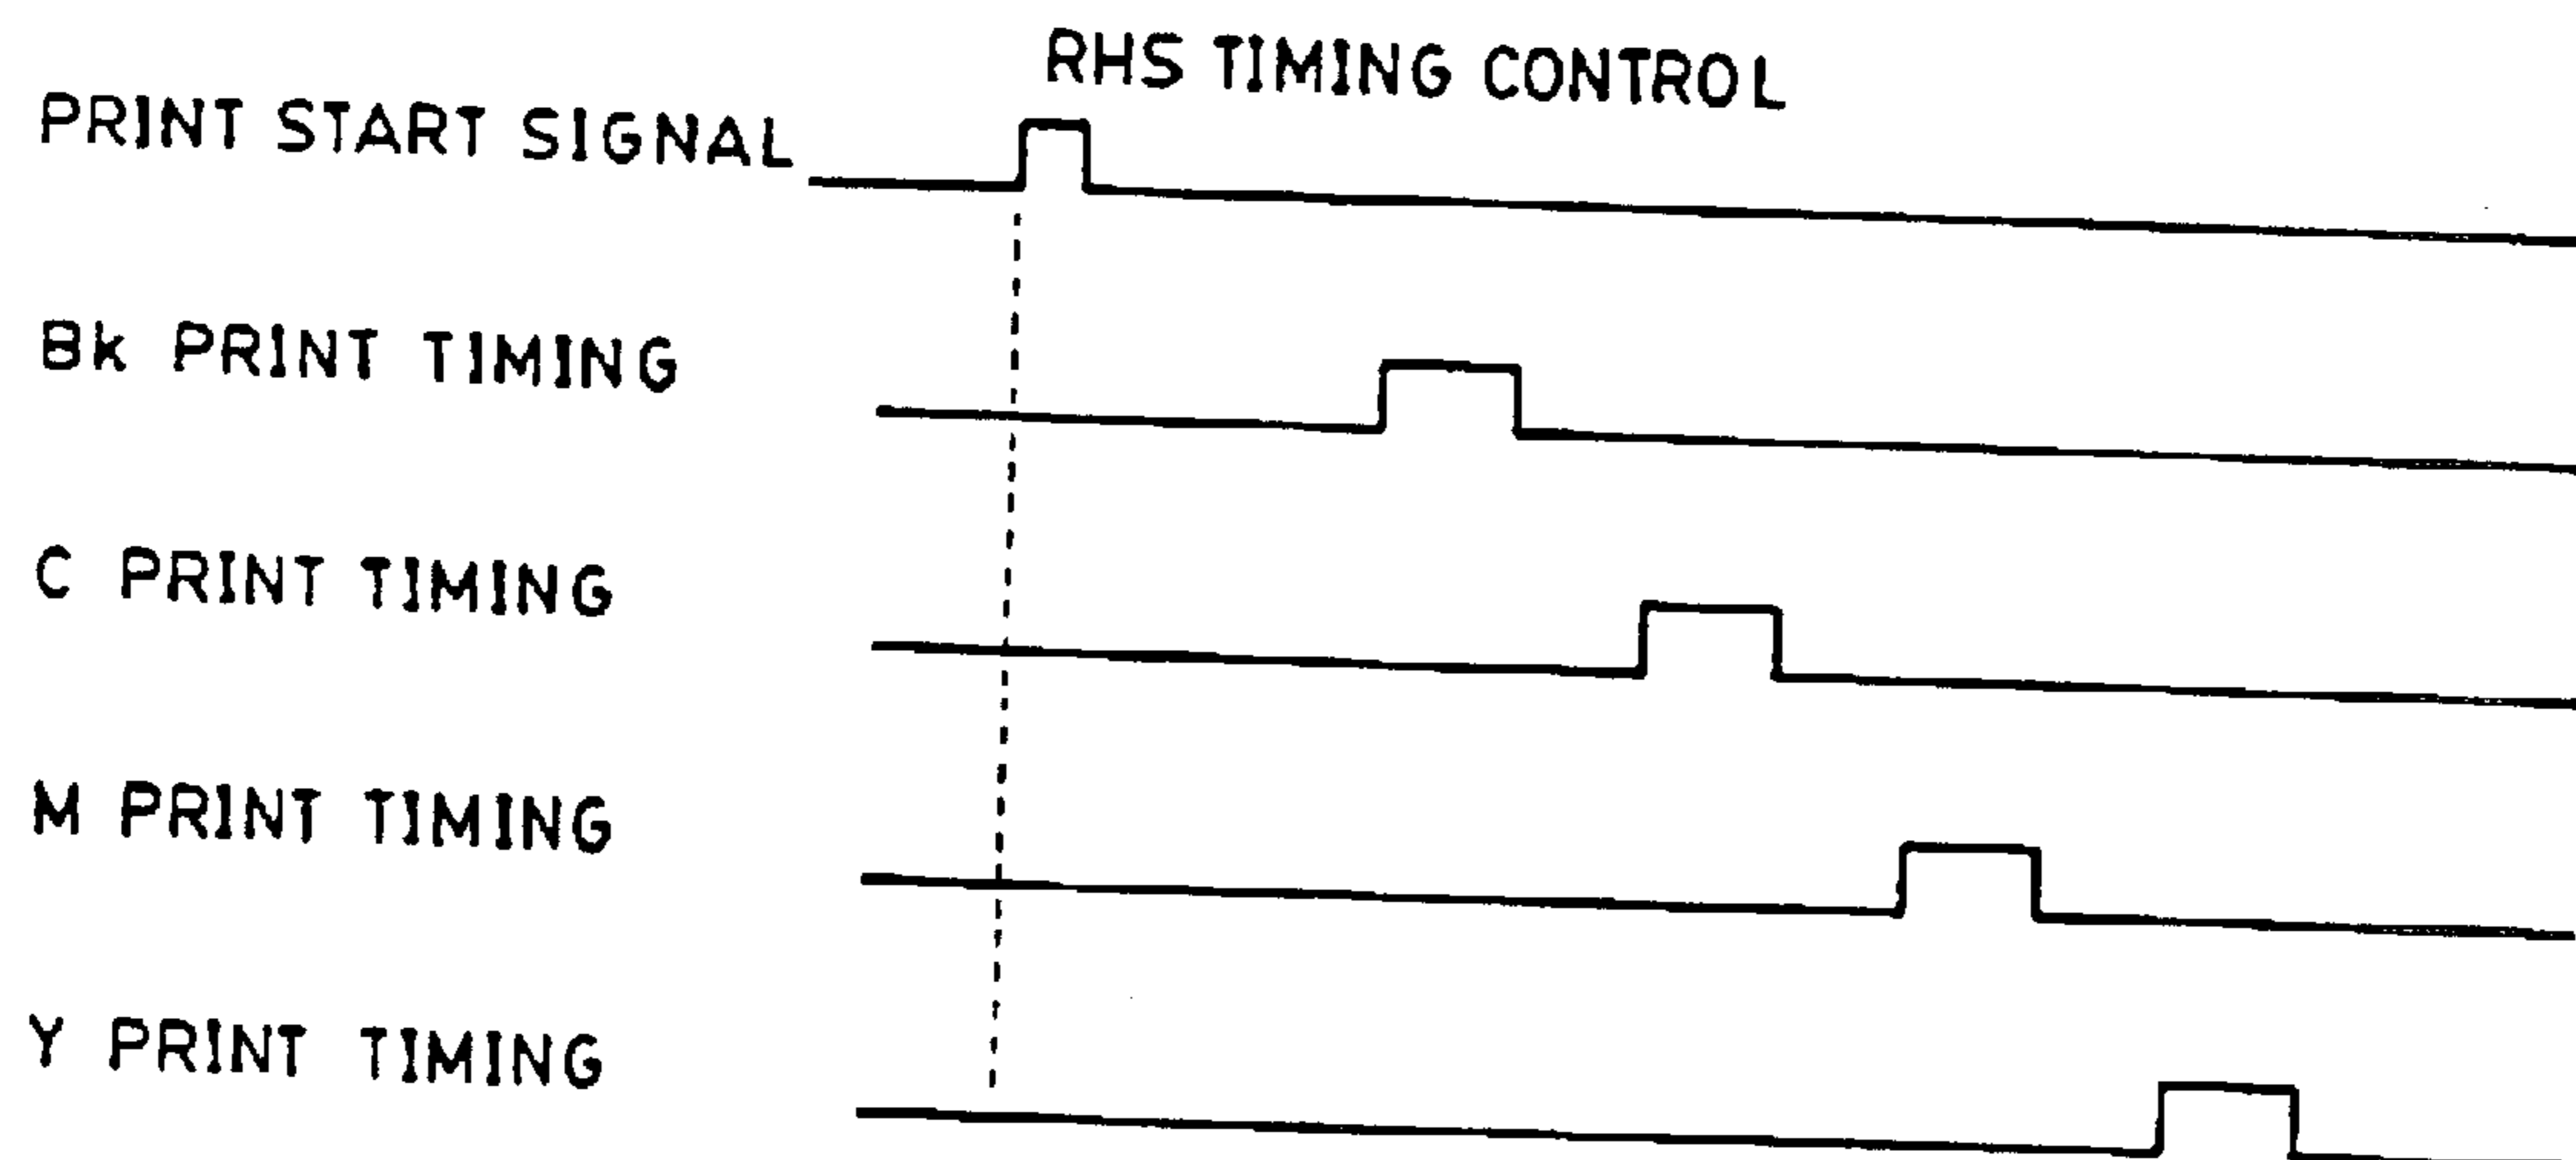 RHS TIMING CONTROL
PRINT START SIGNAL
Bk PRINT TIMING
C PRINT TIMING
M PRINT TIMING
Y PRINT TIMING